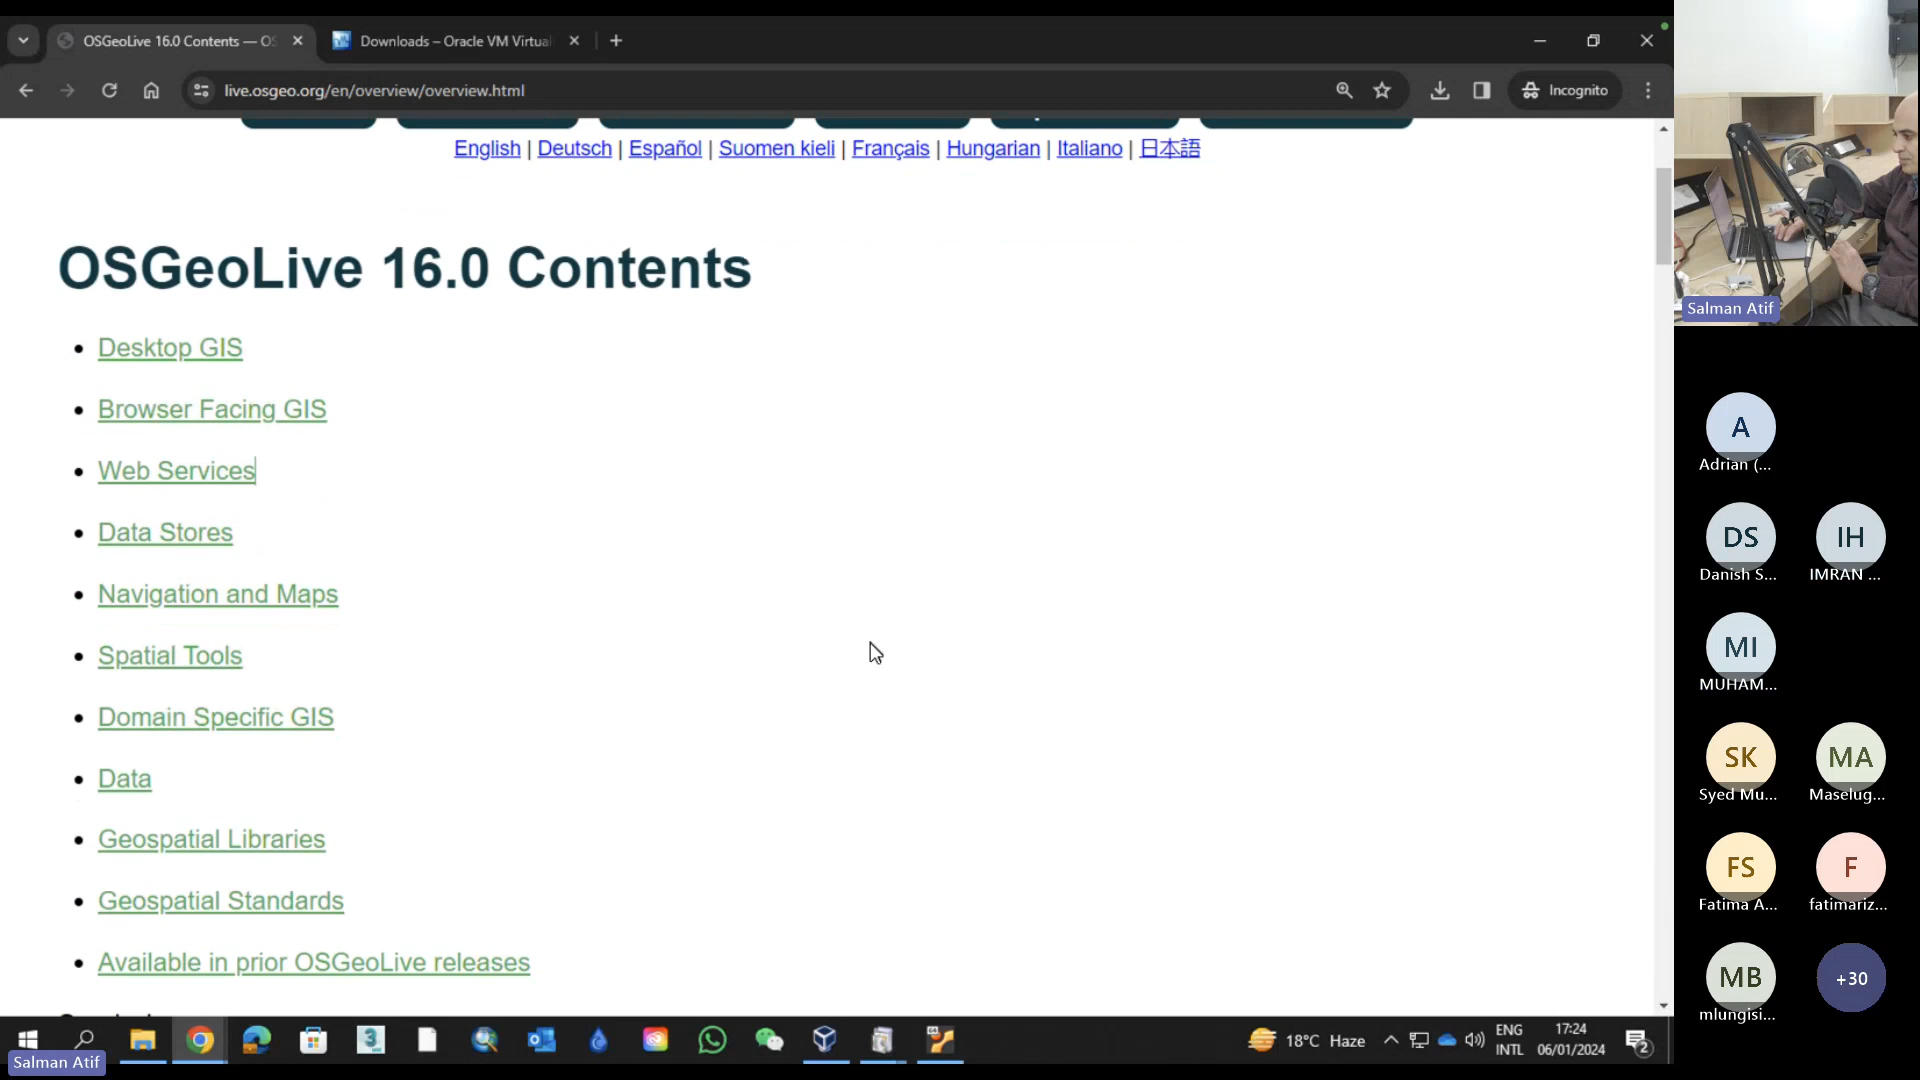 OSGeoLive 16.0 Contents — OS
Downloads – Oracle VM Virtual
live.osgeo.org/en/overview/overview.html
Incognito
English | Deutsch | Español | Suomen kieli | Français | Hungarian | Italiano | 日本語
OSGeoLive 16.0 Contents
Desktop GIS
Browser Facing GIS
Web Services
Data Stores
Navigation and Maps
Spatial Tools
Domain Specific GIS
Data
Geospatial Libraries
Geospatial Standards
Available in prior OSGeoLive releases
Salman Atif
A
Adrian (...
DS
Danish S...
IH
IMRAN ...
MI
MUHAM...
SK
Syed Mu...
MA
Maselug...
FS
Fatima A...
F
fatimariz...
MB
mlungisi...
+30
18°C Haze
ENG
INTL
17:24
06/01/2024
2
Salman Atif